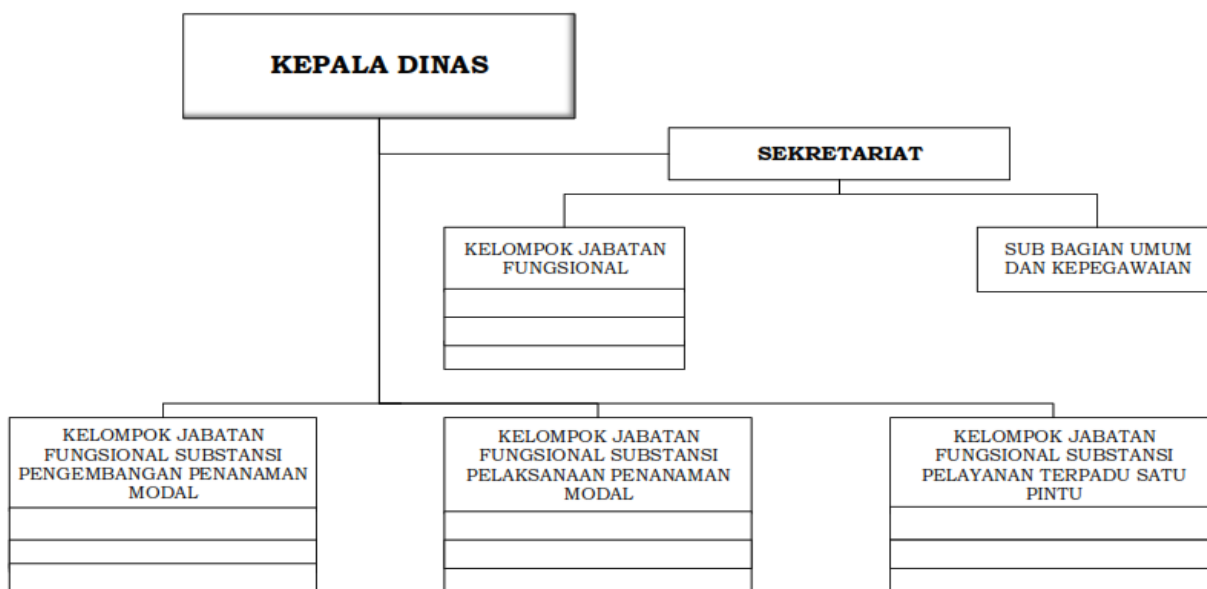 KEPALA DINAS
SEKRETARIAT
KELOMPOK JABATAN
FUNGSIONAL
SUB BAGIAN UMUM
DAN KEPEGAWAIAN
KELOMPOK JABATAN
FUNGSIONAL SUBSTANSI
PENGEMBANGAN PENANAMAN
MODAL
KELOMPOK JABATAN
FUNGSIONAL SUBSTANSI
PELAKSANAAN PENANAMAN
MODAL
KELOMPOK JABATAN
FUNGSIONAL SUBSTANSI
PELAYANAN TERPADU SATU
PINTU